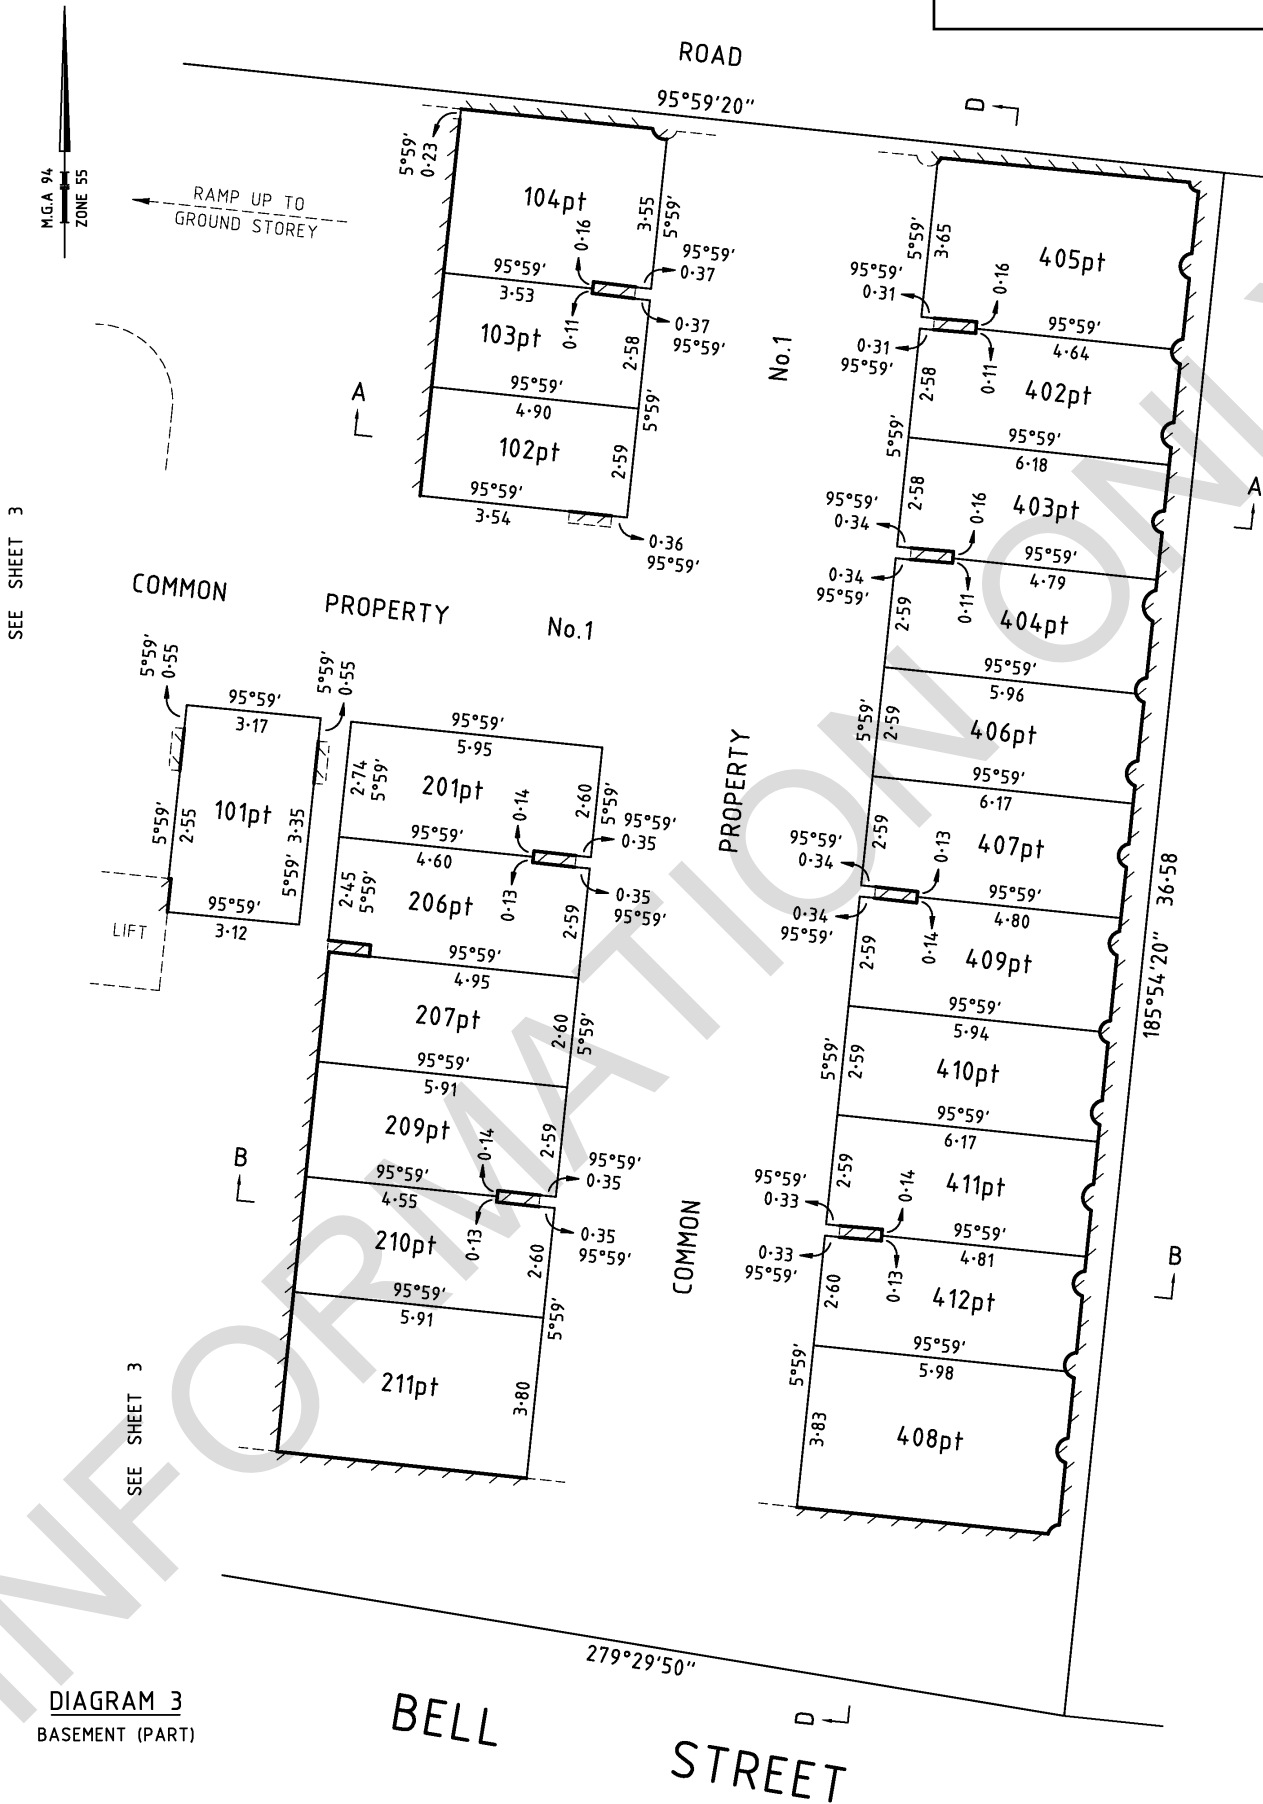 ROAD
95°59'20"
D
M.G.A 94
ZONE 55
RAMP UP TO
GROUND STOREY
5°59'
0·23
104pt
3·55
5°59'
0·16
95°59'
0·37
95°59'
3·53
0·11
103pt
2·58
0·37
95°59'
95°59'
4·90
5°59'
A
102pt
2·59
95°59'
3·54
0·36
95°59'
No.1
5°59'
3·65
405pt
95°59'
0·31
0·16
95°59'
4·64
0·31
95°59'
0·11
2·58
402pt
5°59'
95°59'
6·18
2·58
403pt
A
95°59'
0·34
0·16
95°59'
4·79
0·34
95°59'
0·11
2·59
404pt
95°59'
5·96
5°59'
2·59
406pt
95°59'
6·17
2·59
407pt
95°59'
0·34
0·13
95°59'
4·80
0·34
95°59'
0·14
2·59
409pt
95°59'
5·94
5°59'
2·59
410pt
95°59'
6·17
2·59
411pt
95°59'
0·33
0·14
95°59'
4·81
0·33
95°59'
0·13
2·60
412pt
B
95°59'
5·98
5°59'
3·83
408pt
36·58
185°54'20"
SEE SHEET 3
COMMON
PROPERTY
No.1
5°59'
0·55
5°59'
0·55
95°59'
3·17
5°59'
2·55
101pt
3·35
5°59'
95°59'
3·12
LIFT
95°59'
5·95
2·74
5°59'
201pt
2·60
5°59'
0·14
95°59'
0·35
95°59'
4·60
0·13
2·45
5°59'
206pt
2·59
0·35
95°59'
95°59'
4·95
207pt
2·60
5°59'
95°59'
5·91
209pt
2·59
B
0·14
95°59'
0·35
95°59'
4·55
0·13
210pt
2·60
0·35
95°59'
95°59'
5·91
5°59'
211pt
3·80
PROPERTY
COMMON
SEE SHEET 3
279°29'50"
D
DIAGRAM 3
BASEMENT (PART)
BELL
STREET
INFORMATION ONLY